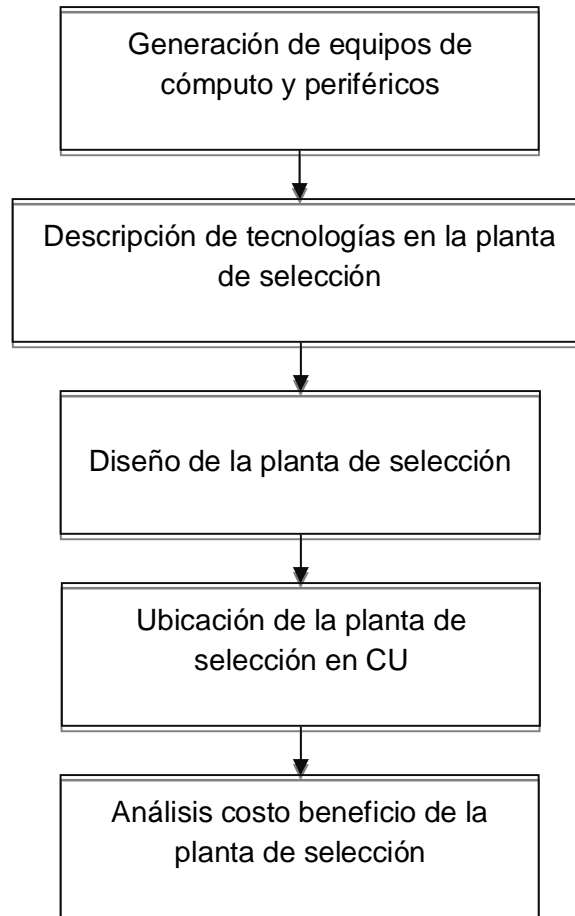 Generación de equipos de
cómputo y periféricos
Descripción de tecnologías en la planta
de selección
Diseño de la planta de selección
Ubicación de la planta de
selección en CU
Análisis costo beneficio de la
planta de selección